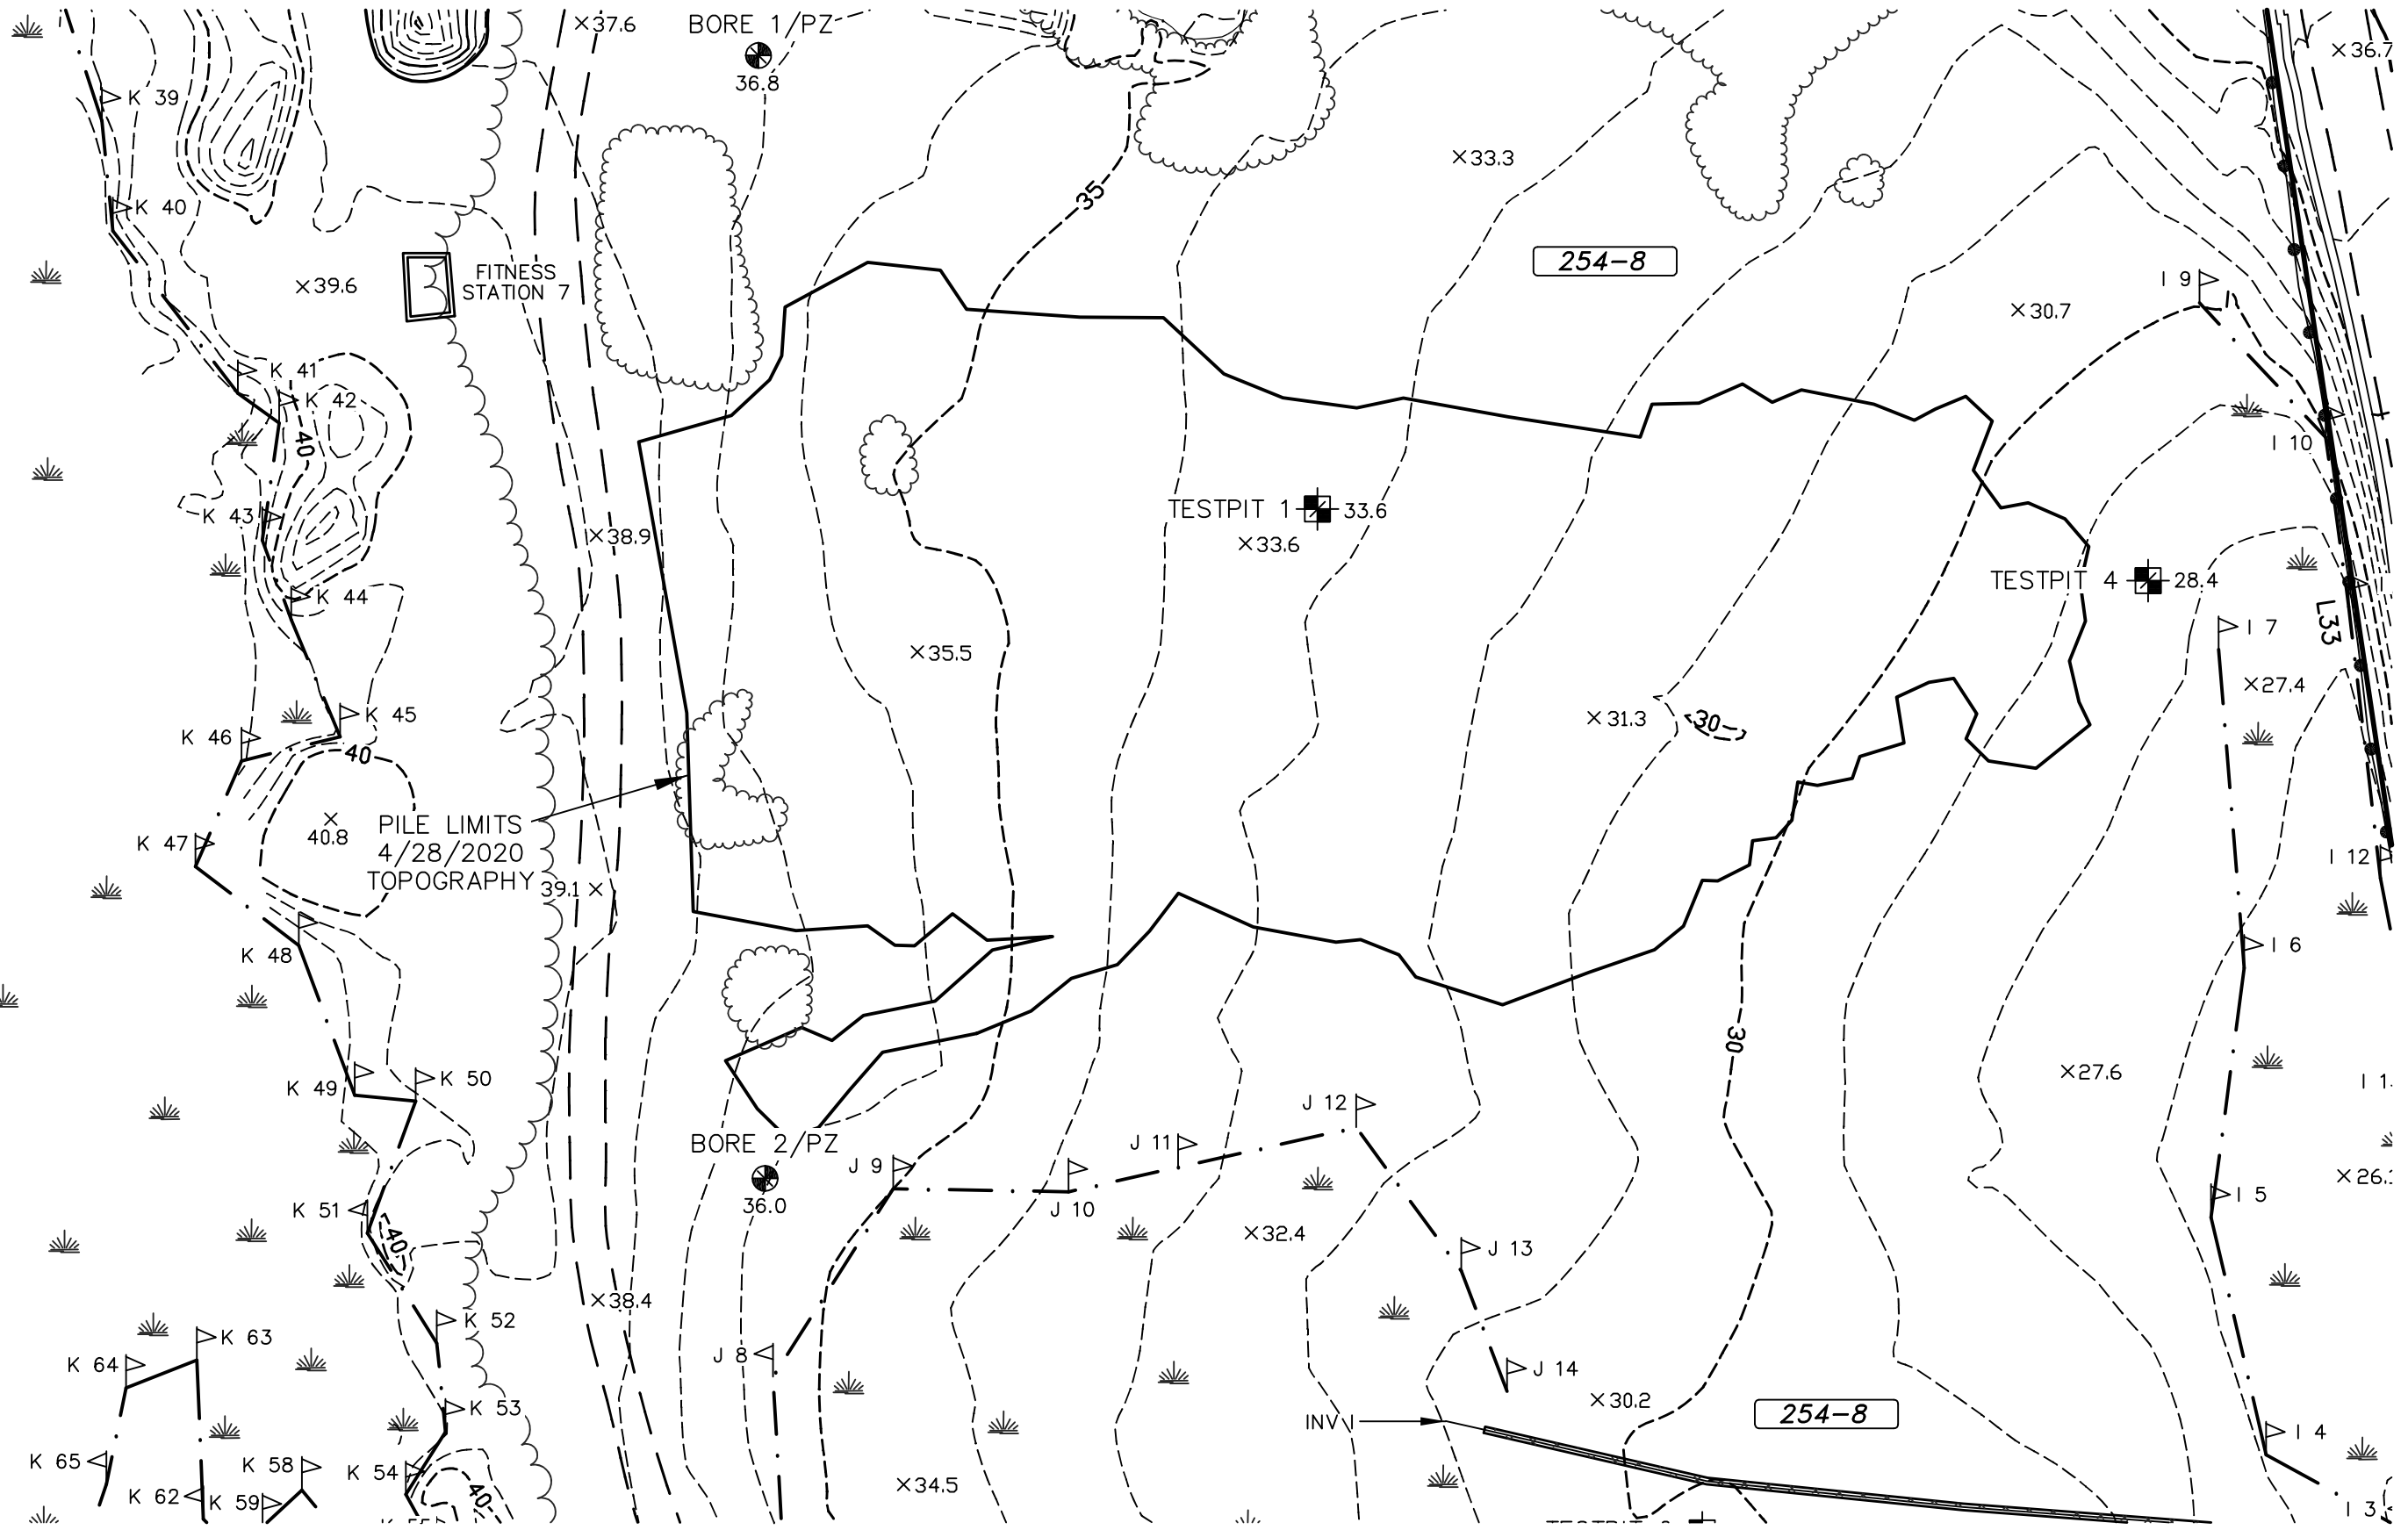 37.6
BORE 1/PZ
36.8
36.7
K 39
33.3
35
K 40
254-8
FITNESS
STATION 7
39.6
I 9
30.7
K 41
K 42
40
I 10
K 43
TESTPIT 1
33.6
33.6
38.9
TESTPIT 4
28.4
K 44
L33
I 7
35.5
27.4
K 45
31.3
30
K 46
40
PILE LIMITS
4/28/2020
TOPOGRAPHY
40.8
K 47
I 12
39.1
K 48
I 6
30
27.6
K 49
K 50
J 12
BORE 2/PZ
36.0
J 9
J 11
J 10
I 5
K 51
40
32.4
J 13
38.4
K 52
K 63
K 64
J 8
J 14
30.2
254-8
K 53
INV I
I 4
K 65
K 58
K 54
34.5
K 62
K 59
40
I 3